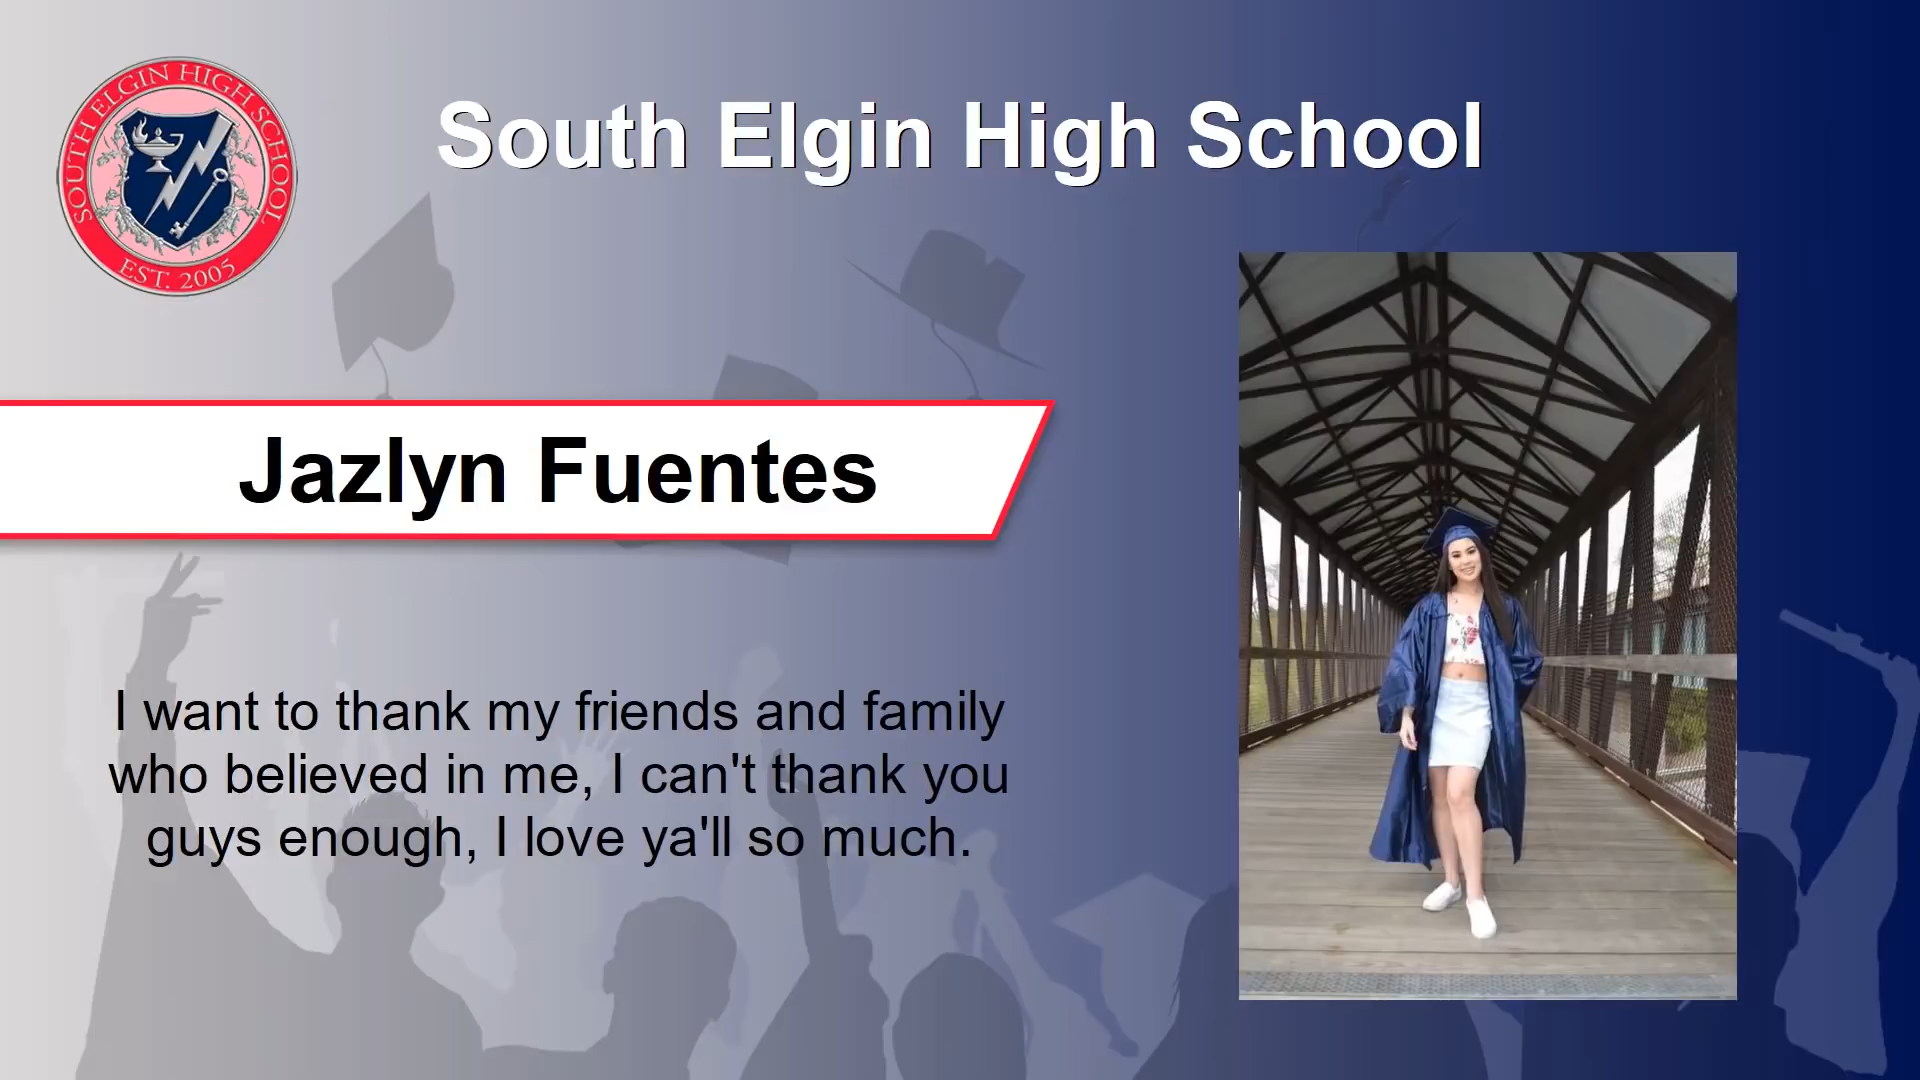 SOUTH ELGIN HIGH SCHOOL
EST. 2005
South Elgin High School
Jazlyn Fuentes
I want to thank my friends and family
who believed in me, I can't thank you
guys enough, I love ya'll so much.